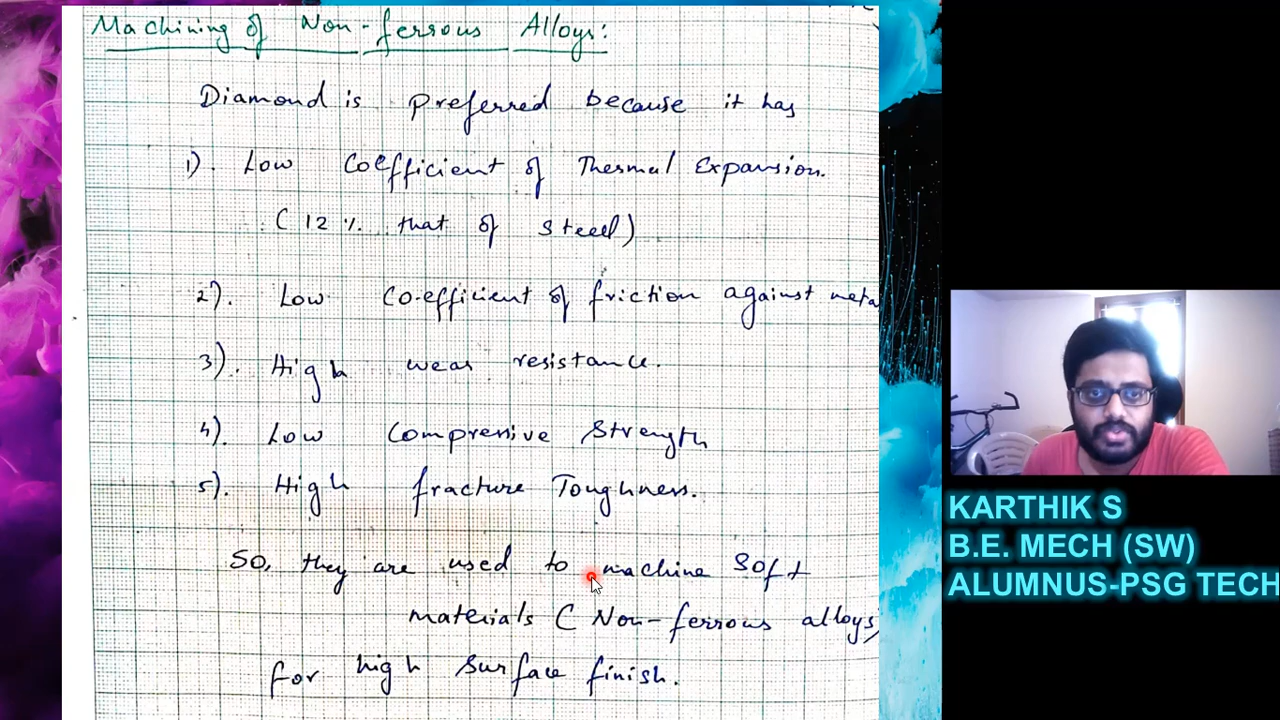 Machining of Non-ferrous Alloys:
Diamond is preferred because it has
1). Low Coefficient of Thermal Expansion.
(12 % that of steeel)
2). Low Co-efficient of friction against meta
3). High wear resistance.
4). Low Compressive Strength
5). High fracture Toughness.
So, they are used to machine Soft
materials ( Non-ferrous alloys)
for high surface finish.
KARTHIK S
B.E. MECH (SW)
ALUMNUS-PSG TECH